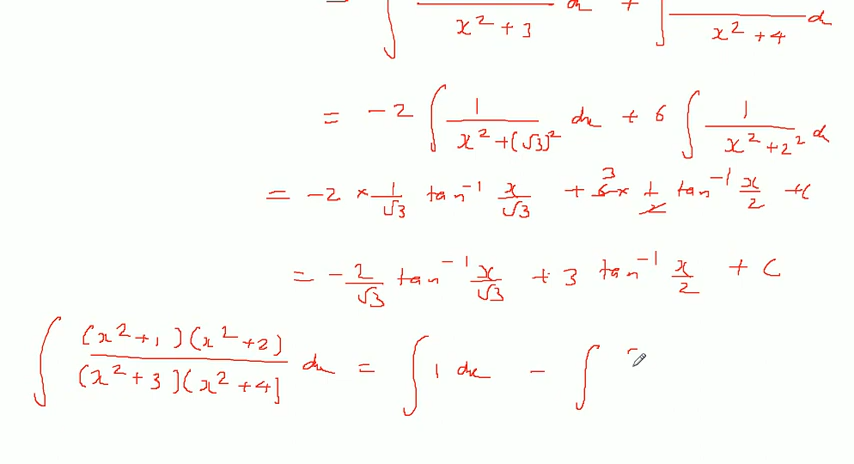 = ∫ x² + 3 dx + ∫ x² + 4 d
= -2 ∫ 1/(x² + (√3)²) dx + 6 ∫ 1/(x² + 2²) d
= -2 × 1/√3 tan⁻¹ x/√3 + 3 6 × 1/2 tan⁻¹ x/2 + C
= - 2/√3 tan⁻¹ x/√3 + 3 tan⁻¹ x/2 + C
∫ (x² + 1)(x² + 2)/(x² + 3)(x² + 4] dx = ∫ 1 dx - ∫